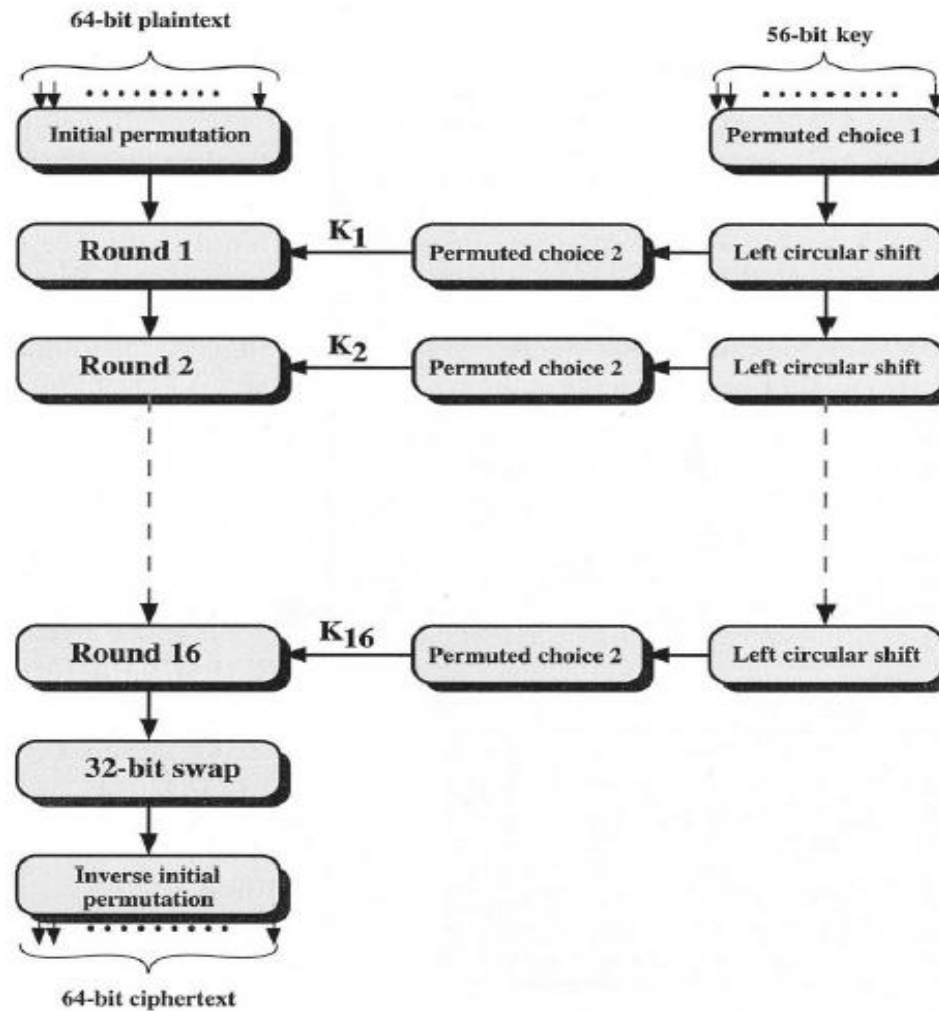 64-bit plaintext
56-bit key
Initial permutation
Permuted choice 1
Round 1
K1
Permuted choice 2
Left circular shift
Round 2
K2
Permuted choice 2
Left circular shift
Round 16
K16
Permuted choice 2
Left circular shift
32-bit swap
Inverse initial
permutation
64-bit ciphertext